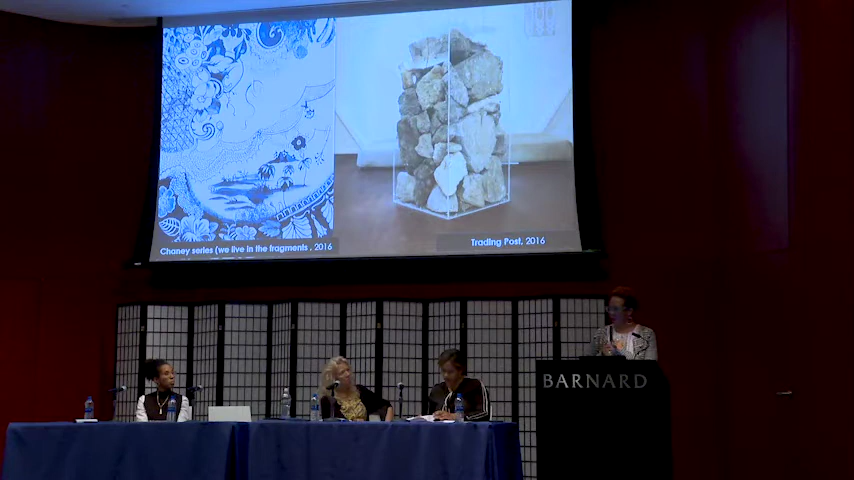 Chaney series (we live in the fragments , 2016
Trading Post, 2016
BARNARD